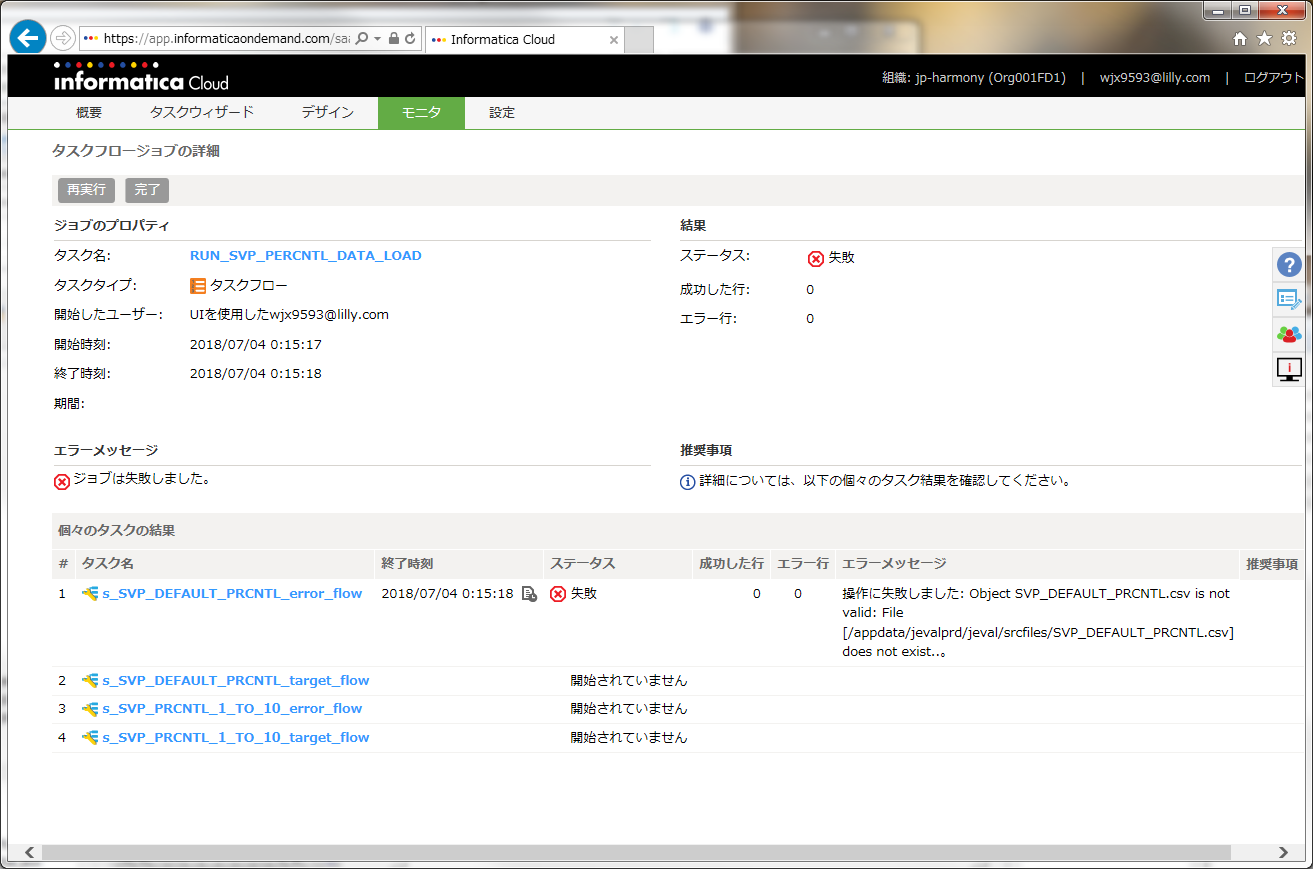 https://app.informaticaondemand.com/saa
Informatica Cloud
informatica Cloud
組織: jp-harmony (Org001FD1) | wjx9593@lilly.com | ログアウト
概要 タスクウィザード デザイン モニタ 設定
タスクフロージョブの詳細
再実行 完了
ジョブのプロパティ
タスク名: RUN_SVP_PERCNTL_DATA_LOAD
タスクタイプ: タスクフロー
開始したユーザー: UIを使用したwjx9593@lilly.com
開始時刻: 2018/07/04 0:15:17
終了時刻: 2018/07/04 0:15:18
期間:
結果
ステータス: 失敗
成功した行: 0
エラー行: 0
エラーメッセージ
ジョブは失敗しました。
推奨事項
詳細については、以下の個々のタスク結果を確認してください。
個々のタスクの結果
# タスク名 終了時刻 ステータス 成功した行 エラー行 エラーメッセージ 推奨事項
1 s_SVP_DEFAULT_PRCNTL_error_flow 2018/07/04 0:15:18 失敗 0 0 操作に失敗しました: Object SVP_DEFAULT_PRCNTL.csv is not
valid: File
[/appdata/jevalprd/jeval/srcfiles/SVP_DEFAULT_PRCNTL.csv]
does not exist..。
2 s_SVP_DEFAULT_PRCNTL_target_flow 開始されていません
3 s_SVP_PRCNTL_1_TO_10_error_flow 開始されていません
4 s_SVP_PRCNTL_1_TO_10_target_flow 開始されていません